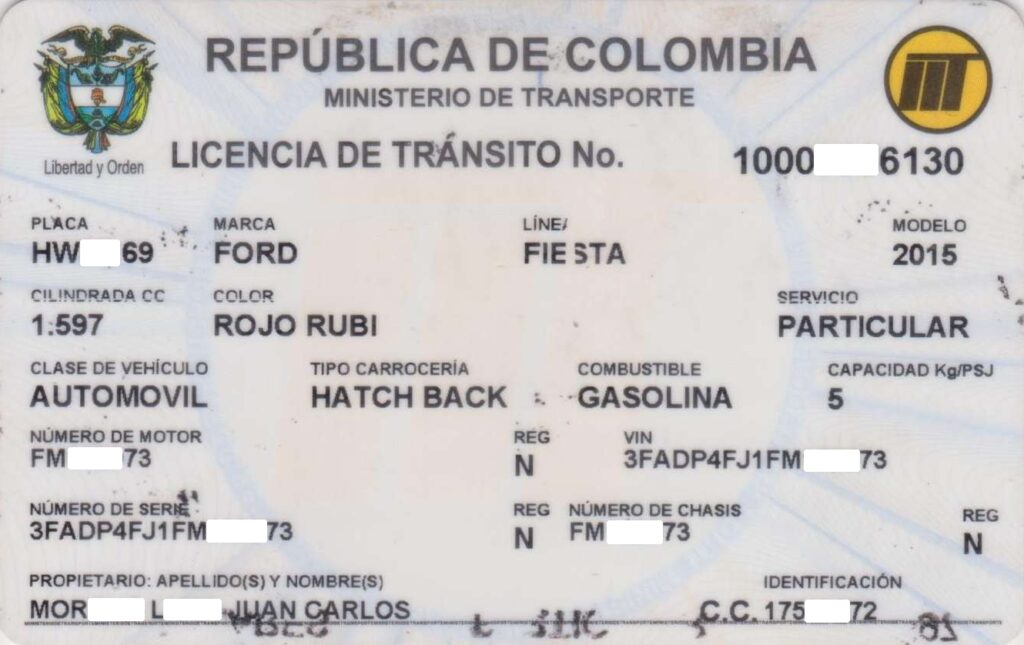 REPÚBLICA DE COLOMBIA
MINISTERIO DE TRANSPORTE
Libertad y Orden
LICENCIA DE TRÁNSITO No. 1000 6130
PLACA MARCA LÍNEA MODELO
HW 69 FORD FIESTA 2015
CILINDRADA CC COLOR SERVICIO
1.597 ROJO RUBI PARTICULAR
CLASE DE VEHÍCULO TIPO CARROCERÍA COMBUSTIBLE CAPACIDAD Kg/PSJ
AUTOMOVIL HATCH BACK GASOLINA 5
NÚMERO DE MOTOR REG VIN
FM 73 N 3FADP4FJ1FM 73
NÚMERO DE SERIE REG NÚMERO DE CHASIS REG
3FADP4FJ1FM 73 N FM 73 N
PROPIETARIO: APELLIDO(S) Y NOMBRE(S) IDENTIFICACIÓN
MOR L JUAN CARLOS C.C. 175 72